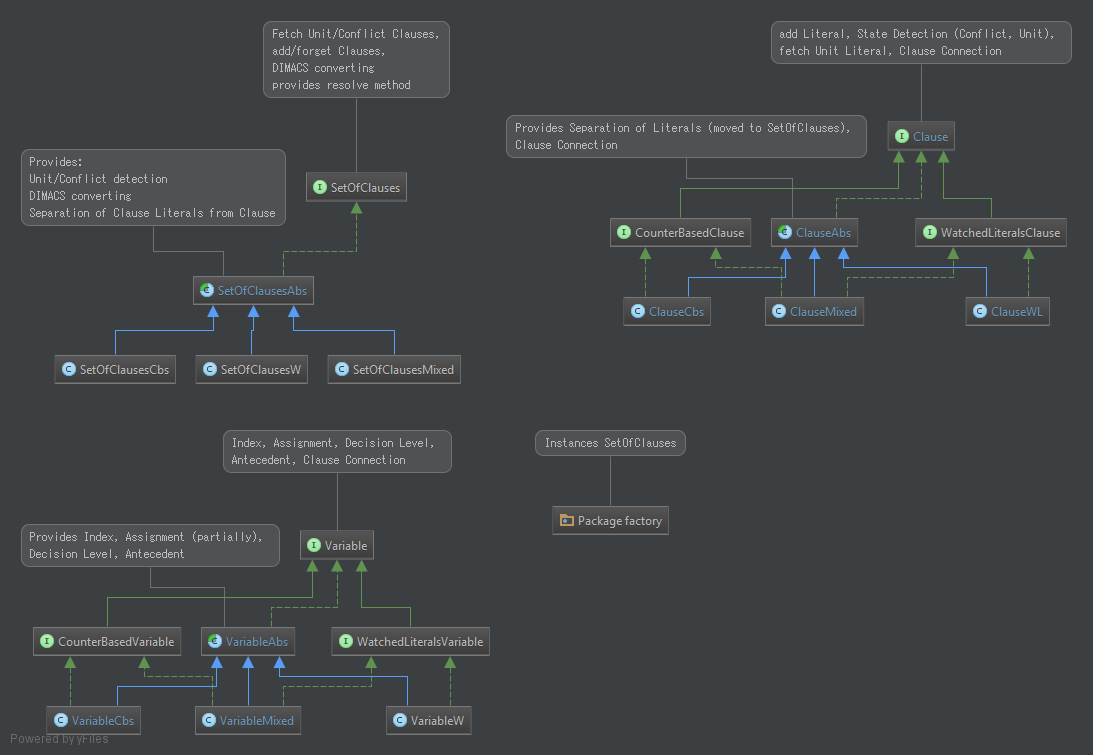 Fetch Unit/Conflict Clauses,
add/forget Clauses,
DIMACS converting
provides resolve method
Provides:
Unit/Conflict detection
DIMACS converting
Separation of Clause Literals from Clause
SetOfClauses
SetOfClausesAbs
SetOfClausesCbs
SetOfClausesW
SetOfClausesMixed
add Literal, State Detection (Conflict, Unit),
fetch Unit Literal, Clause Connection
Provides Separation of Literals (moved to SetOfClauses),
Clause Connection
Clause
CounterBasedClause
ClauseAbs
WatchedLiteralsClause
ClauseCbs
ClauseMixed
ClauseWL
Index, Assignment, Decision Level,
Antecedent, Clause Connection
Provides Index, Assignment (partially),
Decision Level, Antecedent
Variable
CounterBasedVariable
VariableAbs
WatchedLiteralsVariable
VariableCbs
VariableMixed
VariableW
Instances SetOfClauses
Package factory
Powered by yFiles